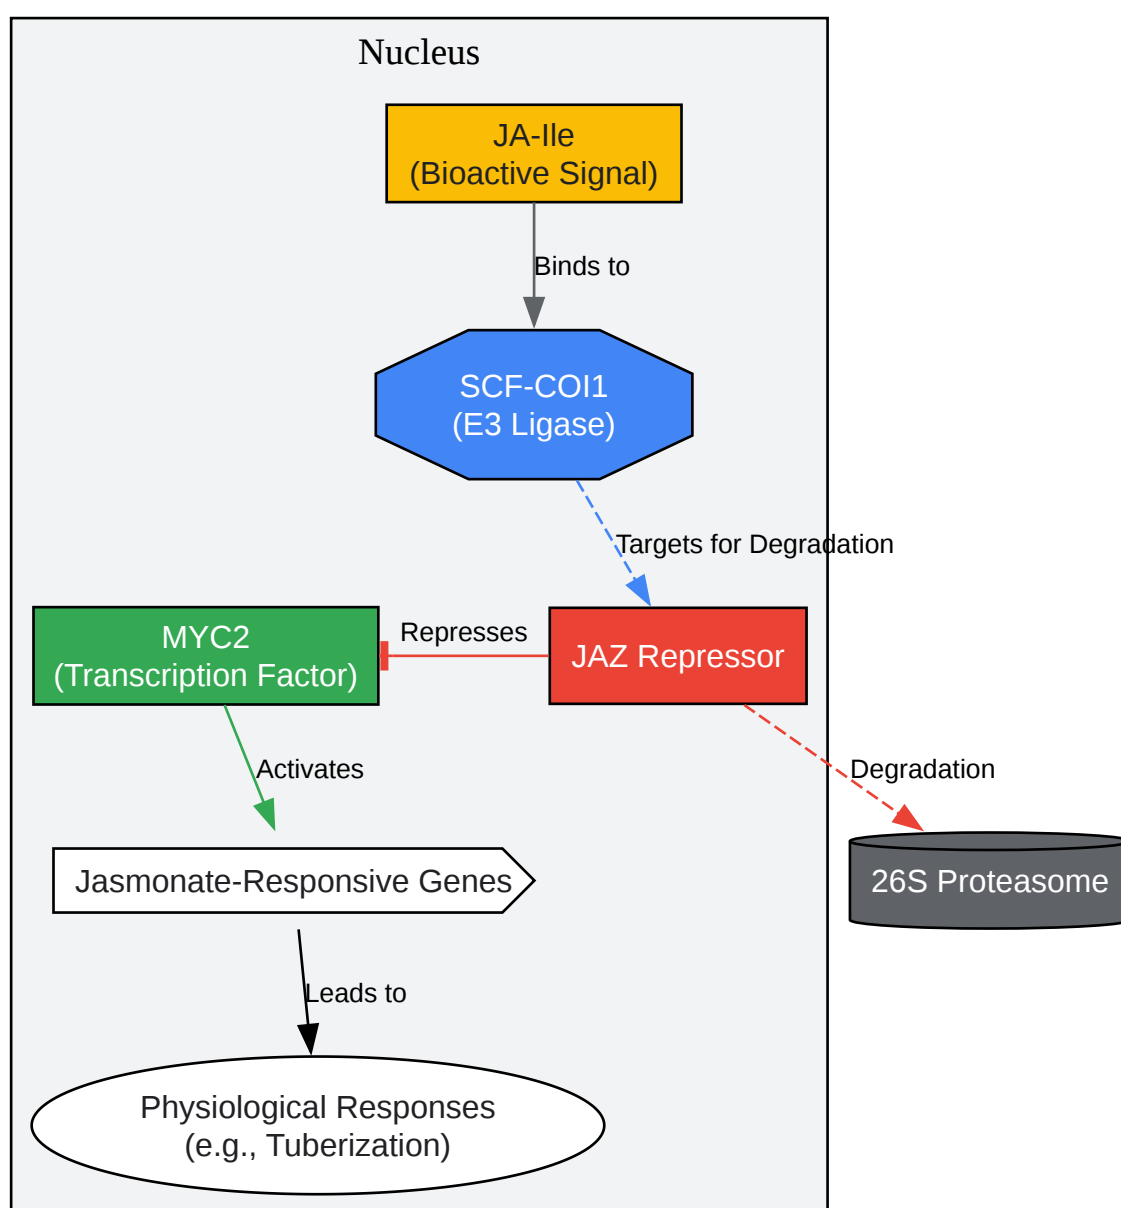 Nucleus
JA-Ile
(Bioactive Signal)
Binds to
SCF-COI1
(E3 Ligase)
Targets for Degradation
MYC2
(Transcription Factor)
Represses
JAZ Repressor
Activates
Degradation
Jasmonate-Responsive Genes
26S Proteasome
Leads to
Physiological Responses
(e.g., Tuberization)